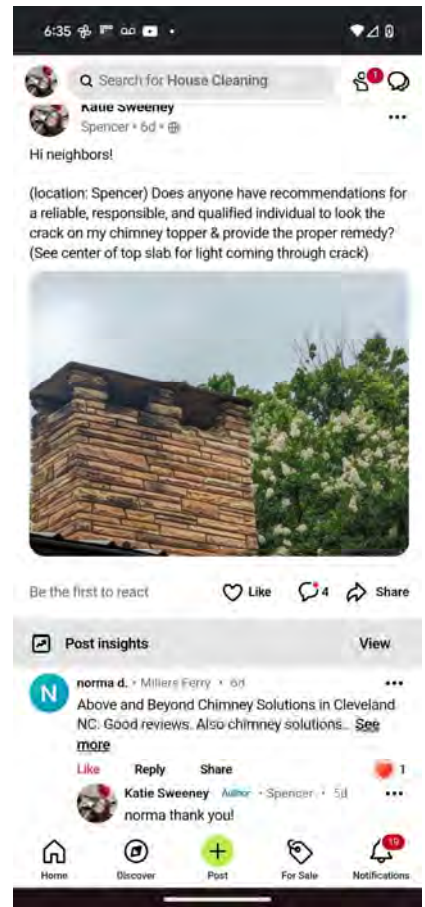 6:35
Search for House Cleaning
1
Katie Sweeney
Spencer • 6d •
Hi neighbors!
(location: Spencer) Does anyone have recommendations for
a reliable, responsible, and qualified individual to look the
crack on my chimney topper & provide the proper remedy?
(See center of top slab for light coming through crack)
Be the first to react
Like
4
Share
Post insights
View
N
norma d. • Millers Ferry • 6d
Above and Beyond Chimney Solutions in Cleveland
NC. Good reviews. Also chimney solutions... See
more
Like Reply Share
1
Katie Sweeney Author • Spencer • 5d
norma thank you!
19
Home Discover Post For Sale Notifications